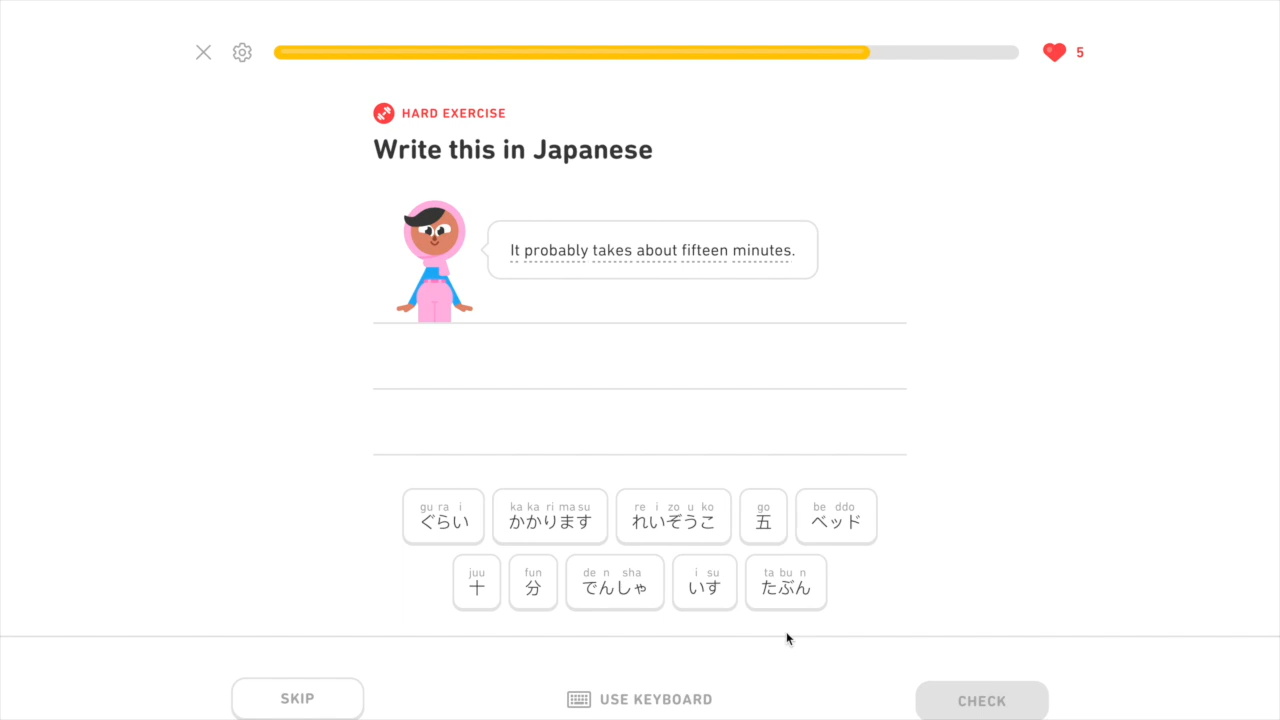 5
HARD EXERCISE
Write this in Japanese
It probably takes about fifteen minutes.
gu ra i ka ka ri ma su re i zo u ko go be ddo
ぐらい かかります れいぞうこ 五 ベッド
juu fun de n sha i su ta bu n
十 分 でんしゃ いす たぶん
SKIP USE KEYBOARD CHECK